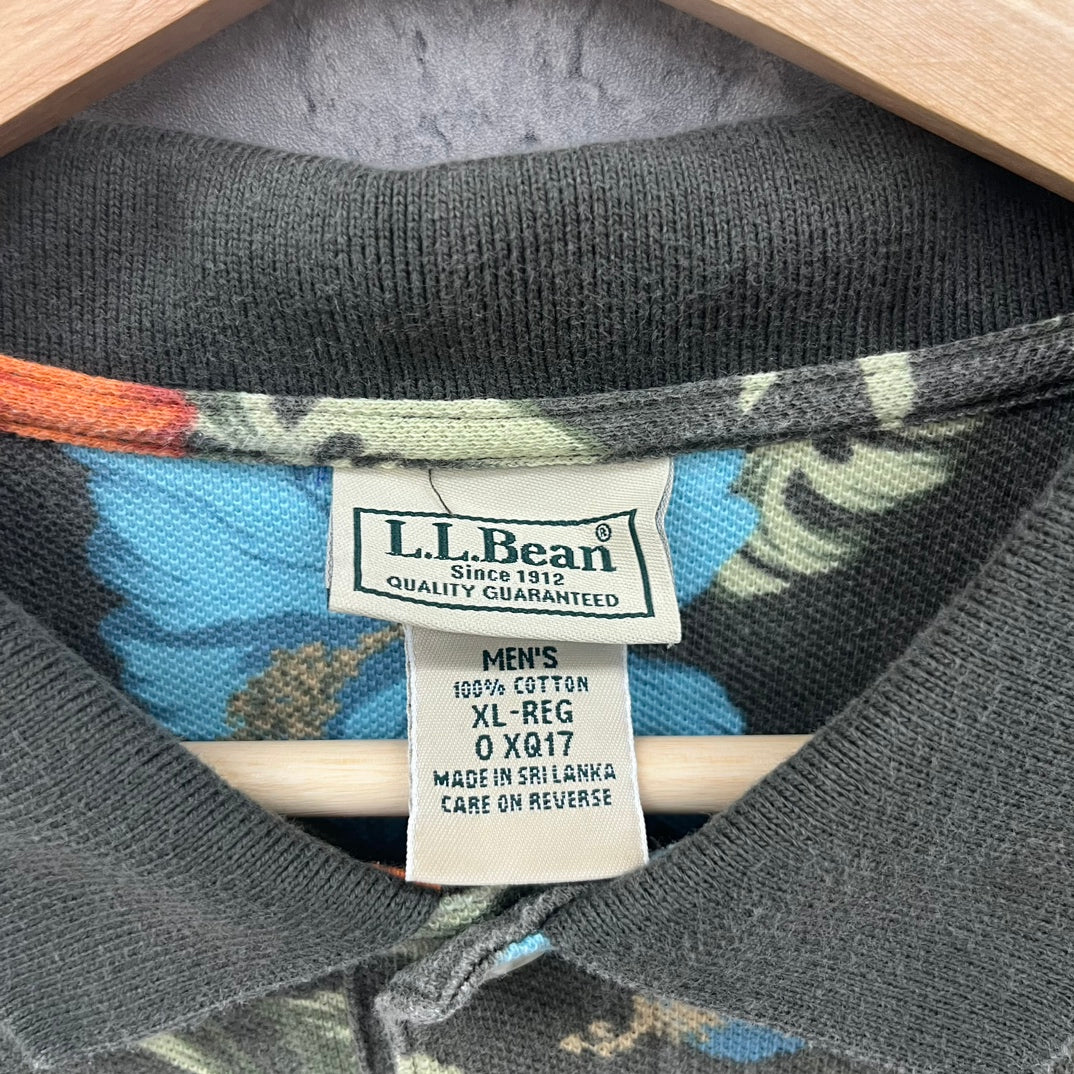 L.L.Bean®
Since 1912
QUALITY GUARANTEED
MEN'S
100% COTTON
XL-REG
0 XQ17
MADE IN SRI LANKA
CARE ON REVERSE